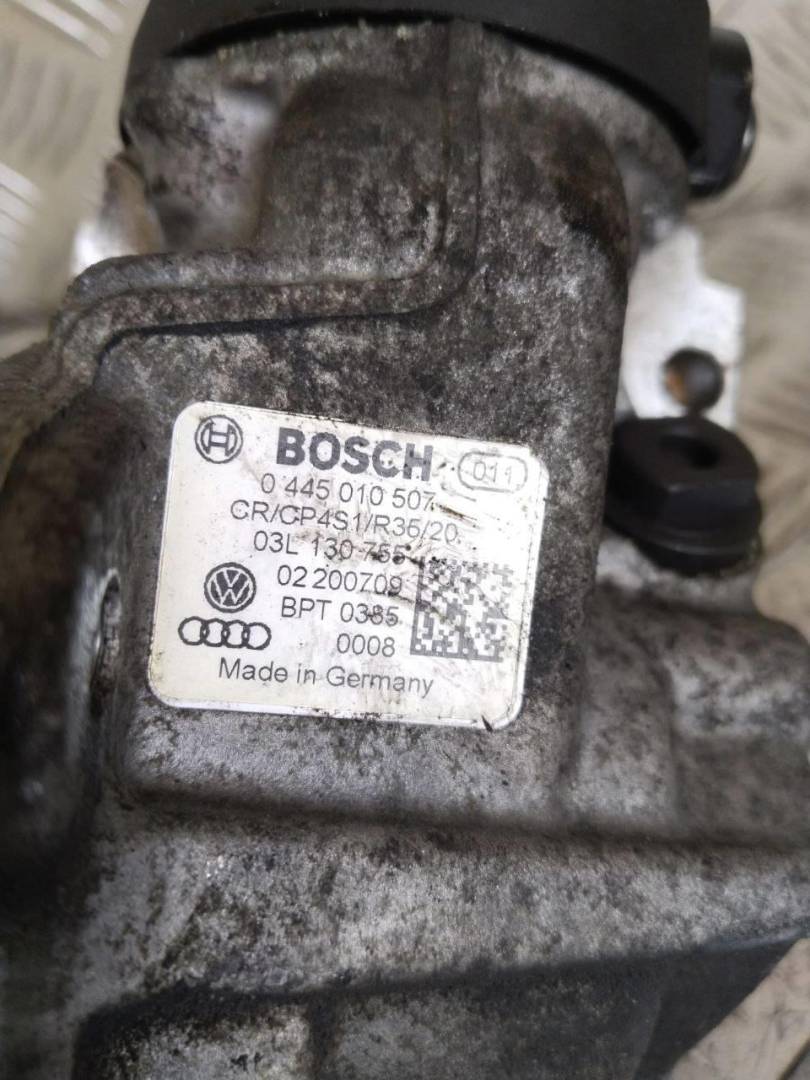 BOSCH 011
0 445 010 507
CR/CP4S1/R35/20
03L 130 755
02 200709
BPT 0385
0008
Made in Germany